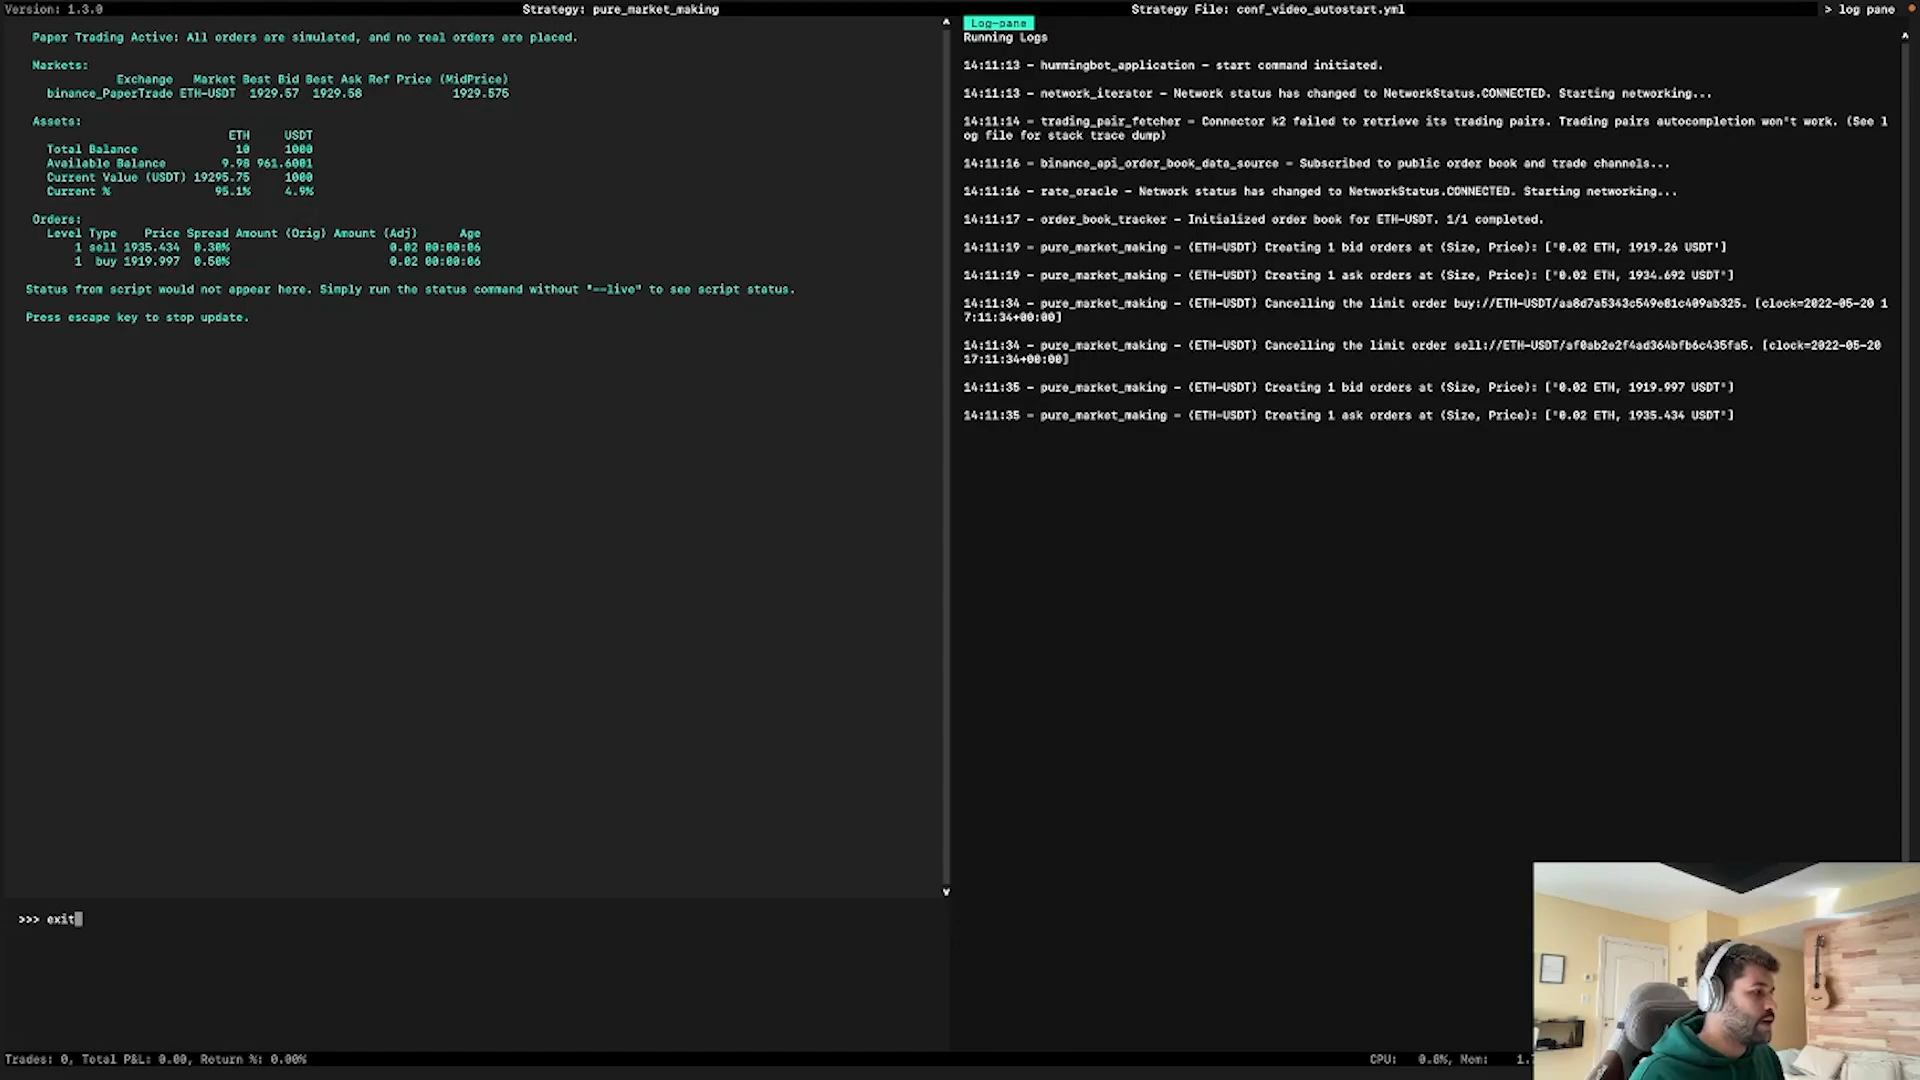 Version: 1.3.0
Strategy: pure_market_making
Strategy File: conf_video_autostart.yml
> log pane
Paper Trading Active: All orders are simulated, and no real orders are placed.
Markets:
Exchange Market Best Bid Best Ask Ref Price (MidPrice)
binance_PaperTrade ETH-USDT 1929.57 1929.58 1929.575
Assets:
ETH USDT
Total Balance 10 1000
Available Balance 9.98 961.6001
Current Value (USDT) 19295.75 1000
Current % 95.1% 4.9%
Orders:
Level Type Price Spread Amount (Orig) Amount (Adj) Age
1 sell 1935.434 0.30% 0.02 00:00:06
1 buy 1919.997 0.50% 0.02 00:00:06
Status from script would not appear here. Simply run the status command without "--live" to see script status.
Press escape key to stop update.
>>> exit
Log-pane
Running Logs
14:11:13 - hummingbot_application - start command initiated.
14:11:13 - network_iterator - Network status has changed to NetworkStatus.CONNECTED. Starting networking...
14:11:14 - trading_pair_fetcher - Connector k2 failed to retrieve its trading pairs. Trading pairs autocompletion won't work. (See l
og file for stack trace dump)
14:11:16 - binance_api_order_book_data_source - Subscribed to public order book and trade channels...
14:11:16 - rate_oracle - Network status has changed to NetworkStatus.CONNECTED. Starting networking...
14:11:17 - order_book_tracker - Initialized order book for ETH-USDT. 1/1 completed.
14:11:19 - pure_market_making - (ETH-USDT) Creating 1 bid orders at (Size, Price): ['0.02 ETH, 1919.26 USDT']
14:11:19 - pure_market_making - (ETH-USDT) Creating 1 ask orders at (Size, Price): ['0.02 ETH, 1934.692 USDT']
14:11:34 - pure_market_making - (ETH-USDT) Cancelling the limit order buy://ETH-USDT/aa8d7a5343c549e81c409ab325. [clock=2022-05-20 1
7:11:34+00:00]
14:11:34 - pure_market_making - (ETH-USDT) Cancelling the limit order sell://ETH-USDT/af0ab2e2f4ad364bfb6c435fa5. [clock=2022-05-20
17:11:34+00:00]
14:11:35 - pure_market_making - (ETH-USDT) Creating 1 bid orders at (Size, Price): ['0.02 ETH, 1919.997 USDT']
14:11:35 - pure_market_making - (ETH-USDT) Creating 1 ask orders at (Size, Price): ['0.02 ETH, 1935.434 USDT']
Trades: 0, Total P&L: 0.00, Return %: 0.00%
CPU: 0.8%, Mem: 1.